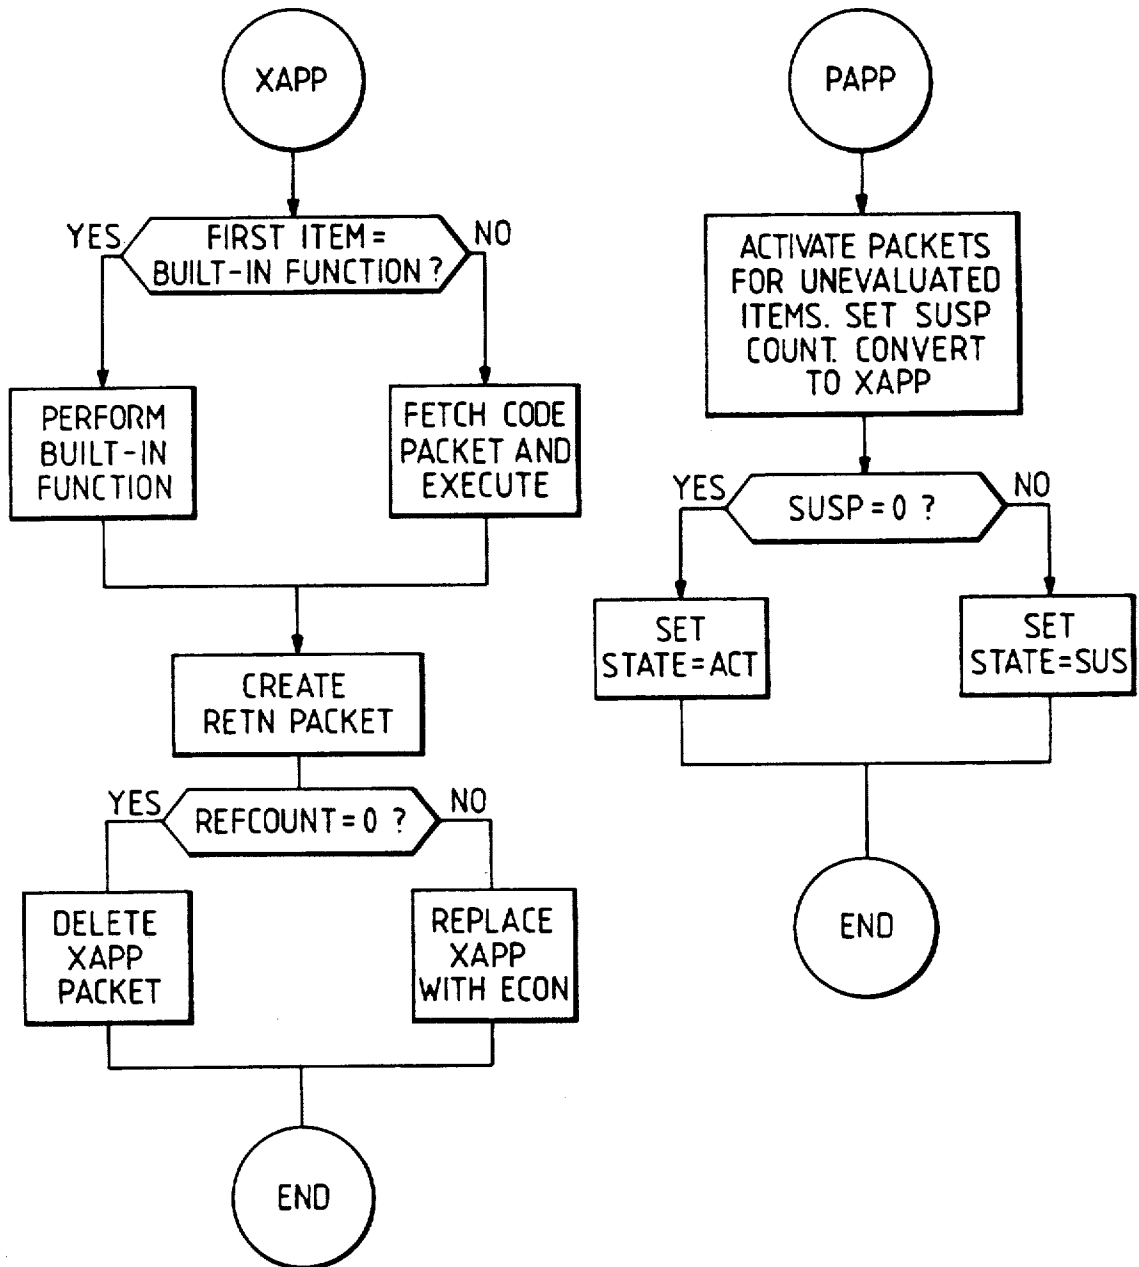 XAPP
YES
FIRST ITEM =
BUILT-IN FUNCTION ?
NO
PERFORM
BUILT-IN
FUNCTION
FETCH CODE
PACKET AND
EXECUTE
CREATE
RETN PACKET
YES
REFCOUNT = 0 ?
NO
DELETE
XAPP
PACKET
REPLACE
XAPP
WITH ECON
END
PAPP
ACTIVATE PACKETS
FOR UNEVALUATED
ITEMS. SET SUSP
COUNT. CONVERT
TO XAPP
YES
SUSP = 0 ?
NO
SET
STATE=ACT
SET
STATE=SUS
END